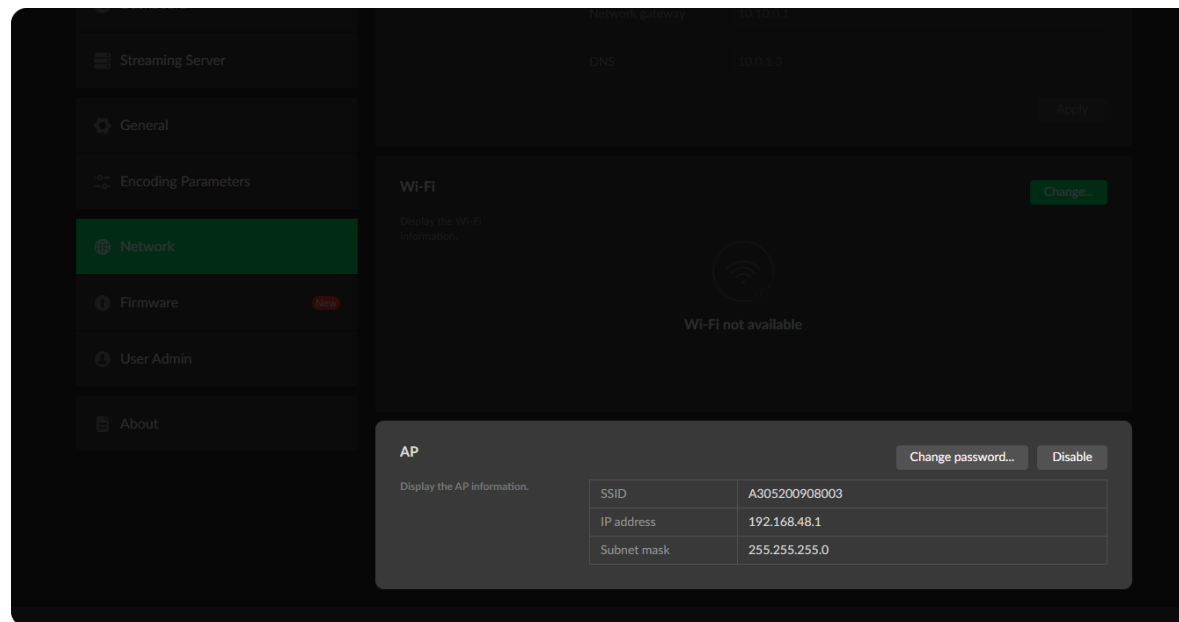 Network gateway 10.10.0.1
Streaming Server
DNS 10.0.1.3
Apply
General
Encoding Parameters
Wi-Fi
Change...
Display the Wi-Fi
information.
Network
Firmware New
Wi-Fi not available
User Admin
About
AP
Change password...
Disable
Display the AP information.
SSID A305200908003
IP address 192.168.48.1
Subnet mask 255.255.255.0